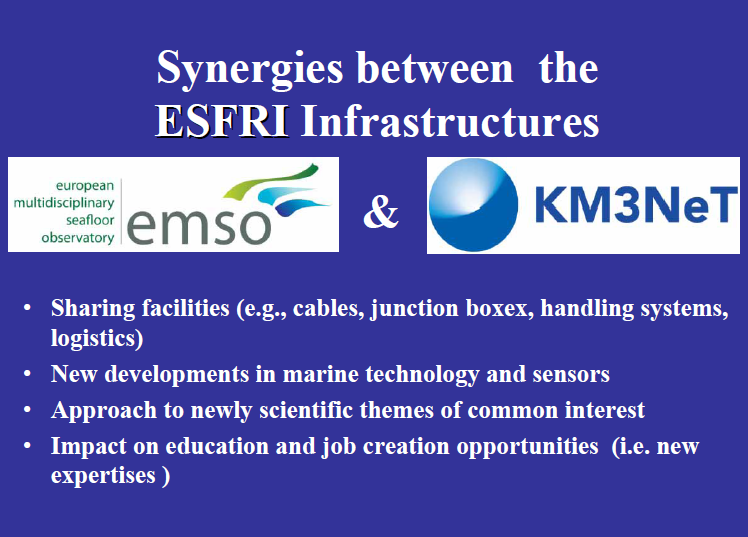 Synergies between the
ESFRI Infrastructures
european
multidisciplinary
seafloor
observatory
emso
&
KM3NeT
• Sharing facilities (e.g., cables, junction boxex, handling systems,
logistics)
• New developments in marine technology and sensors
• Approach to newly scientific themes of common interest
• Impact on education and job creation opportunities (i.e. new
expertises )